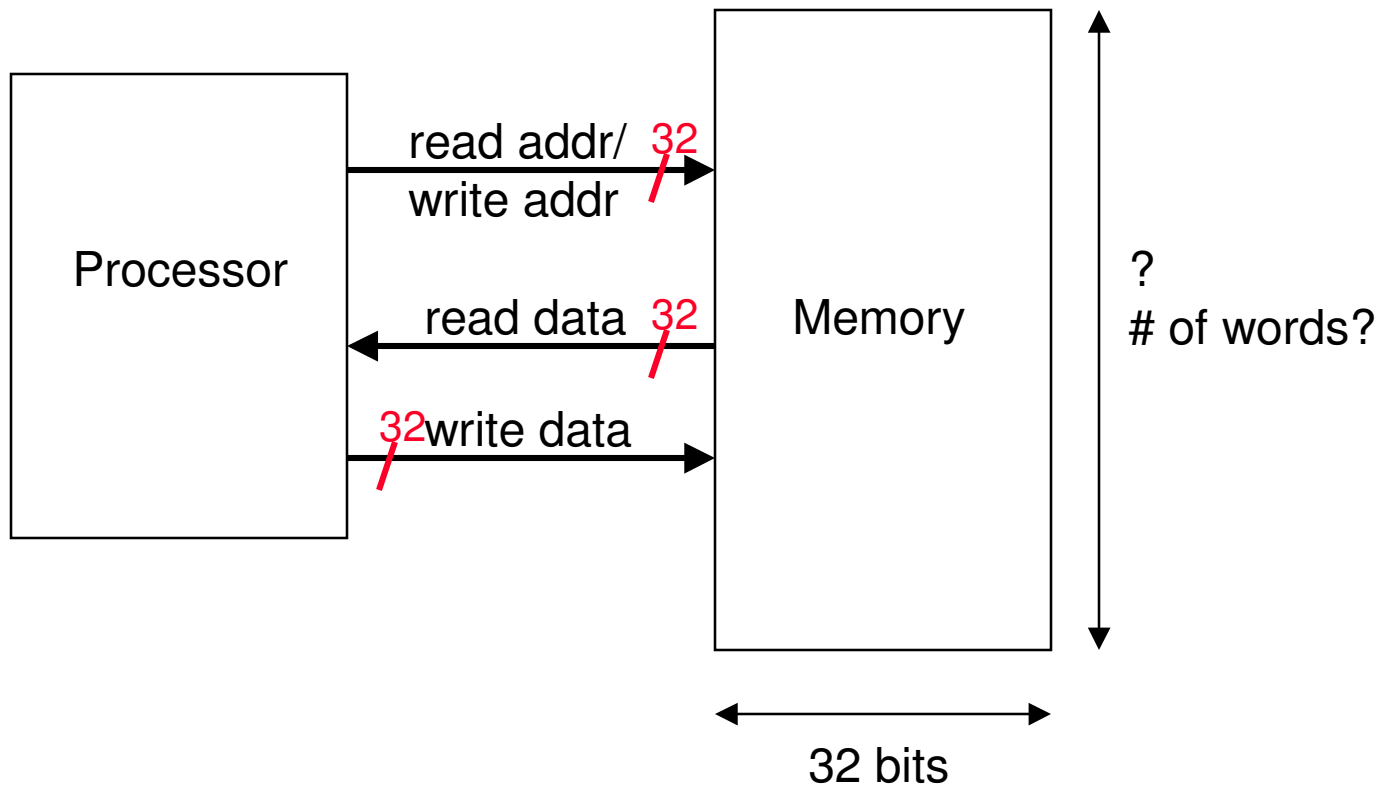 read addr/ 32
write addr
Processor
read data 32
Memory
?
# of words?
32 write data
32 bits